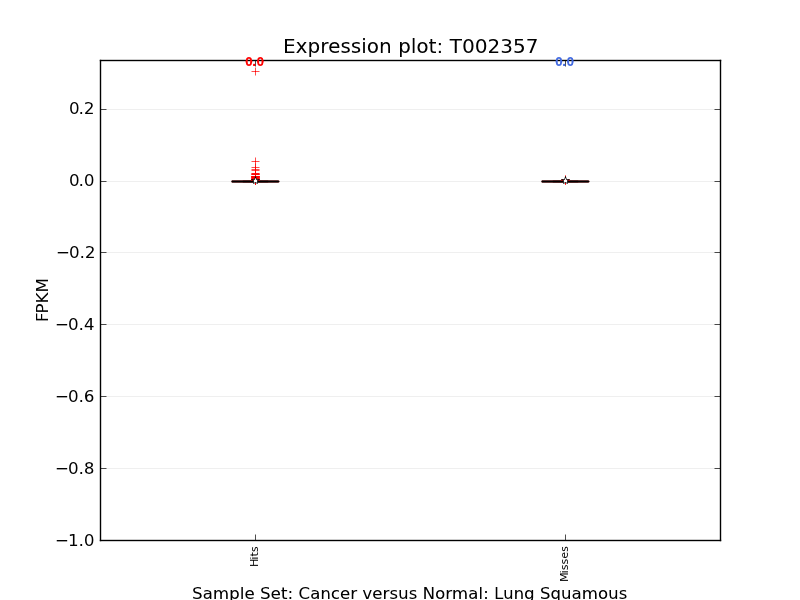 Expression plot: T002357
0.0
0.0
0.2
0.0
−0.2
−0.4
−0.6
−0.8
−1.0
FPKM
Hits
Misses
Sample Set: Cancer versus Normal: Lung Squamous